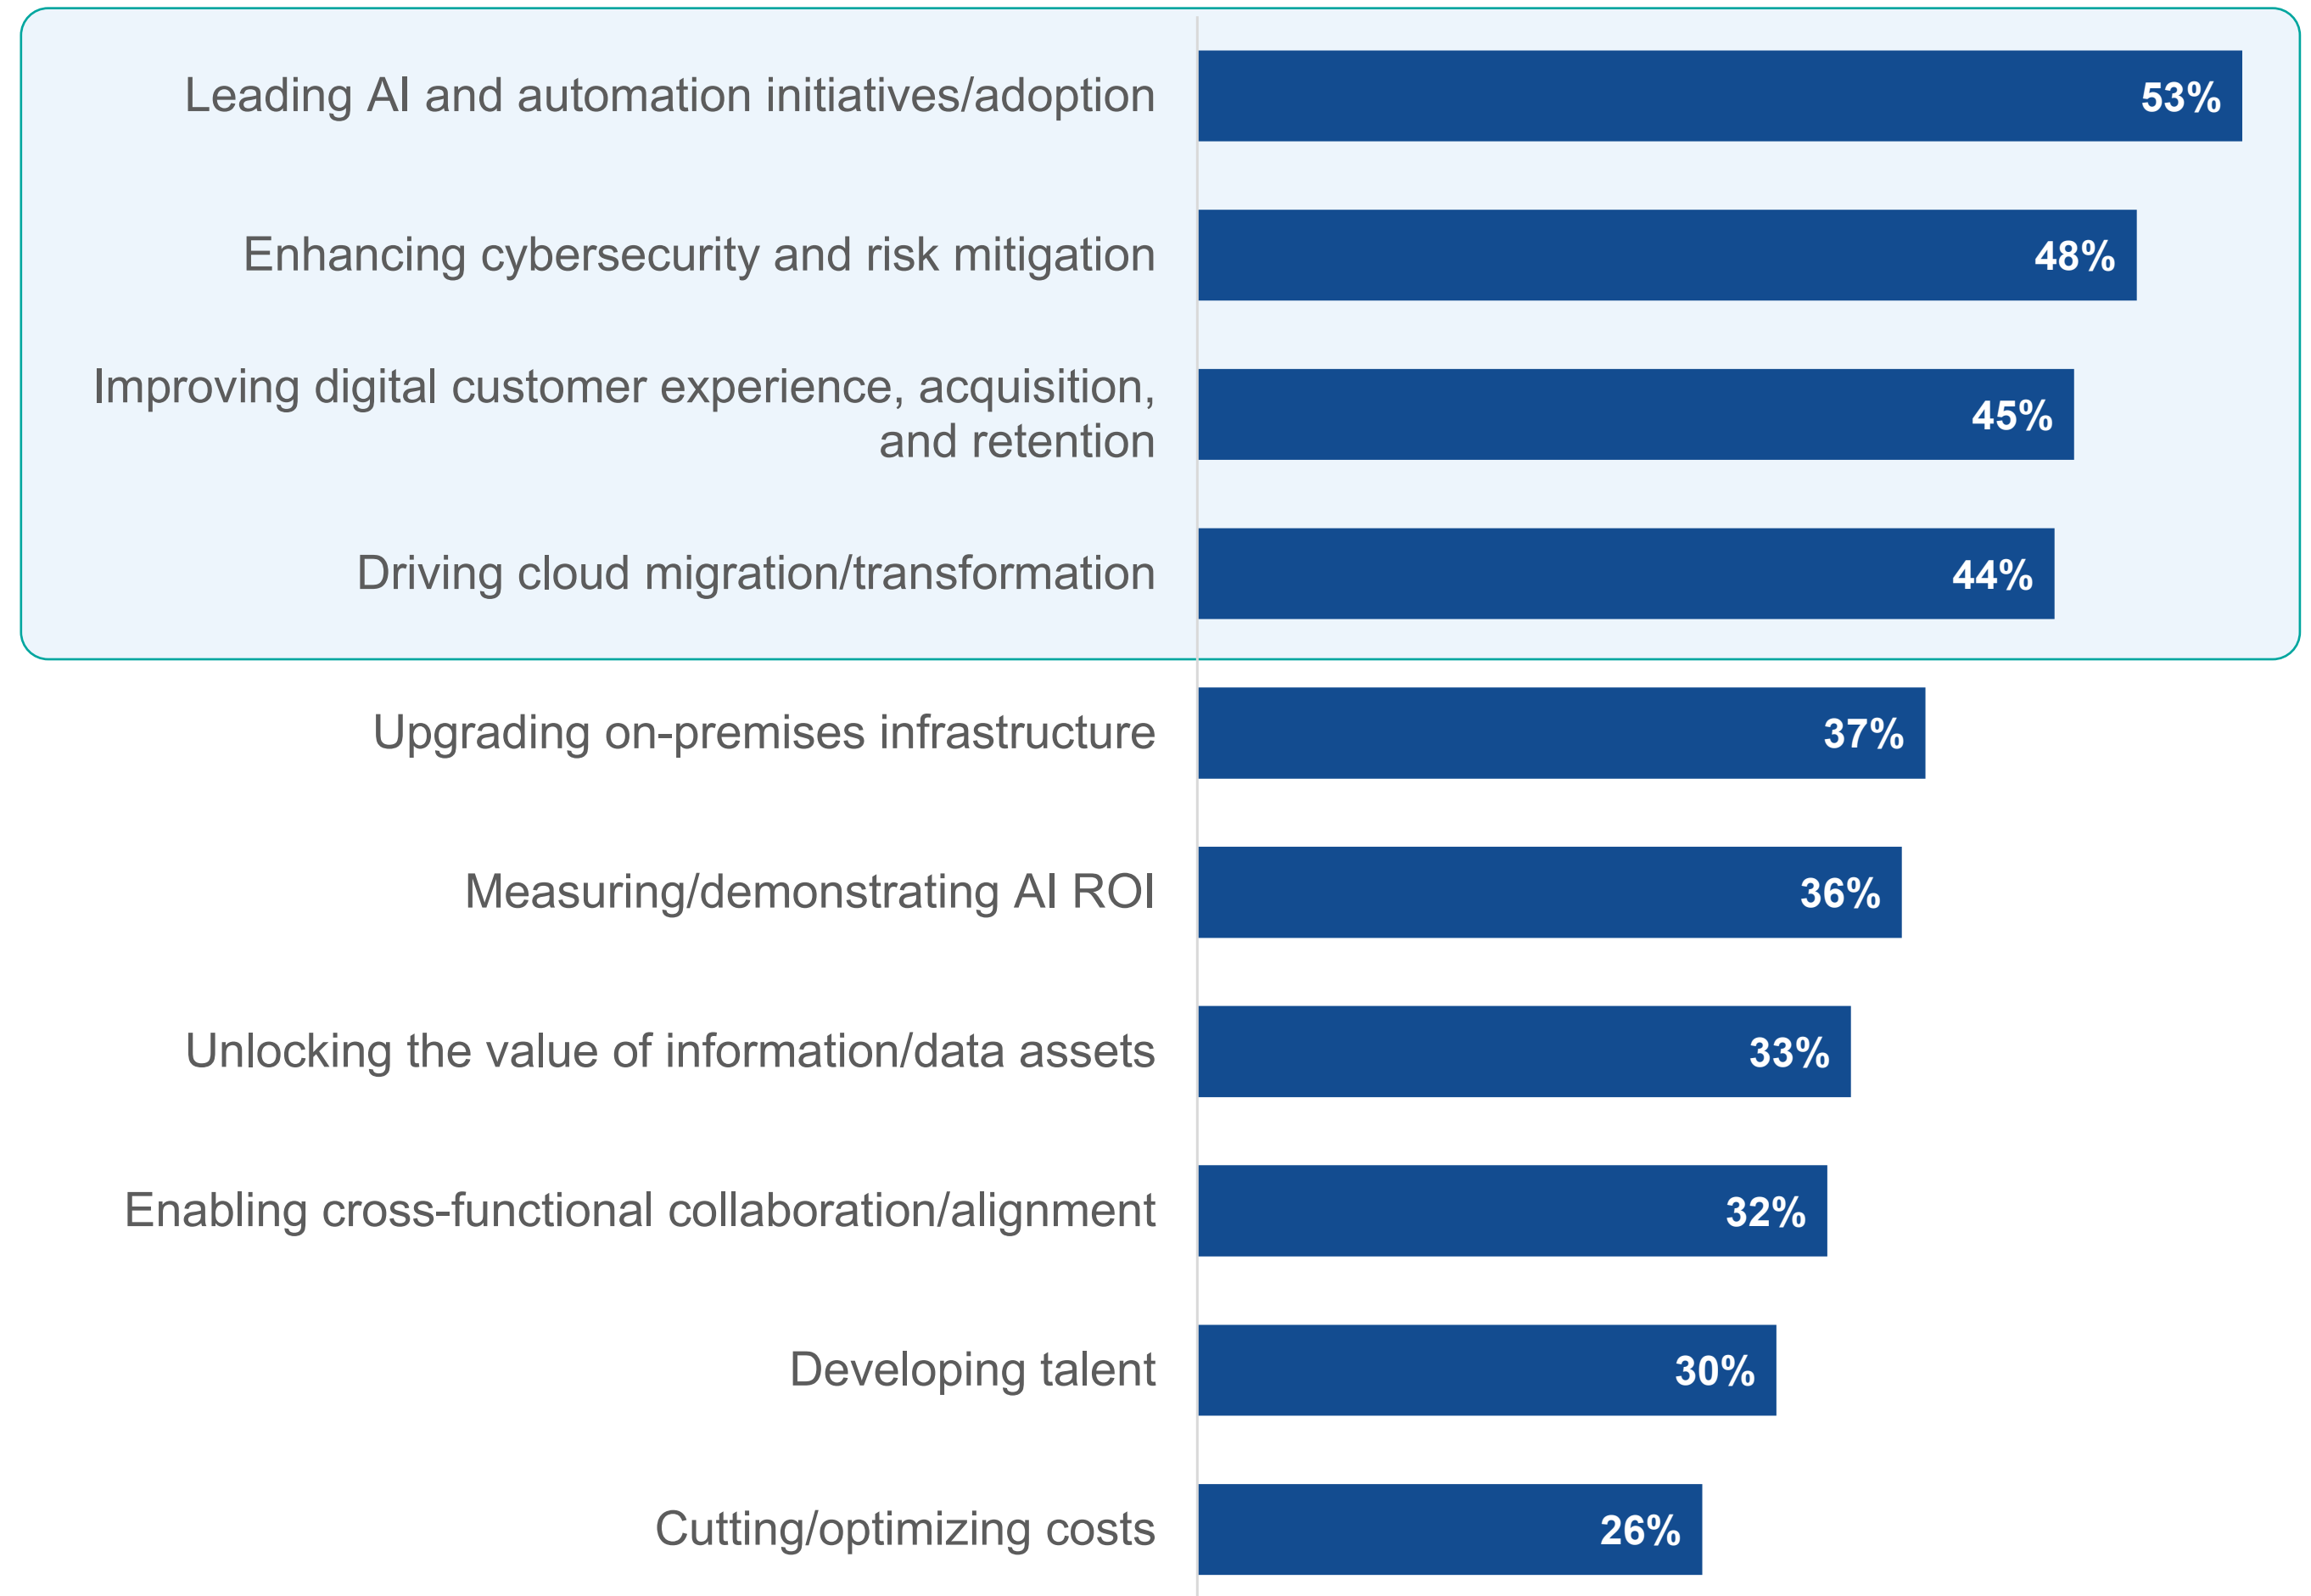 Leading AI and automation initiatives/adoption 53%
Enhancing cybersecurity and risk mitigation 48%
Improving digital customer experience, acquisition,
and retention 45%
Driving cloud migration/transformation 44%
Upgrading on-premises infrastructure 37%
Measuring/demonstrating AI ROI 36%
Unlocking the value of information/data assets 33%
Enabling cross-functional collaboration/alignment 32%
Developing talent 30%
Cutting/optimizing costs 26%